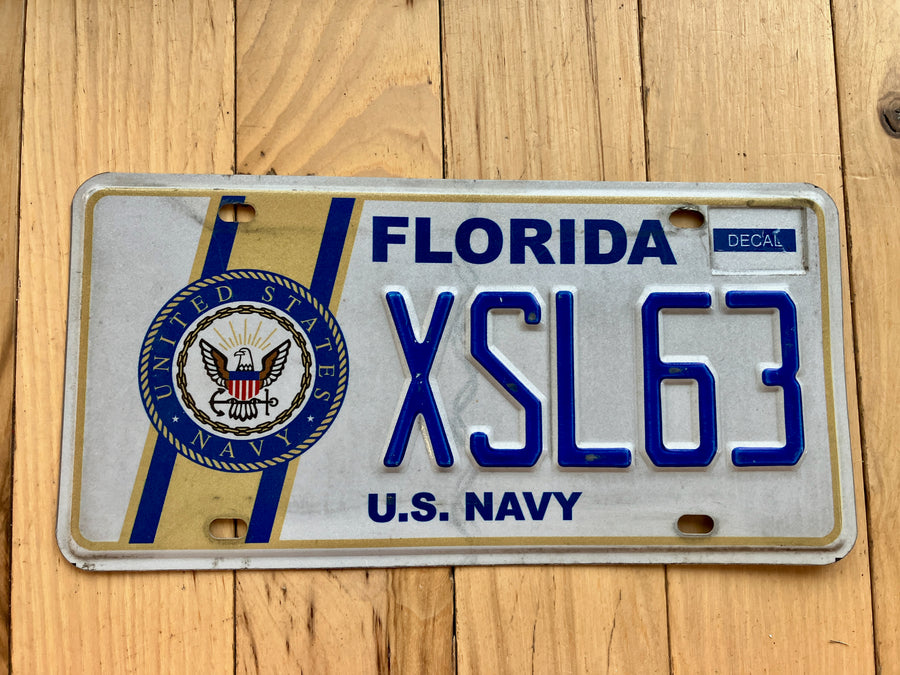 FLORIDA
DECAL
UNITED STATES
NAVY
XSL63
U.S. NAVY